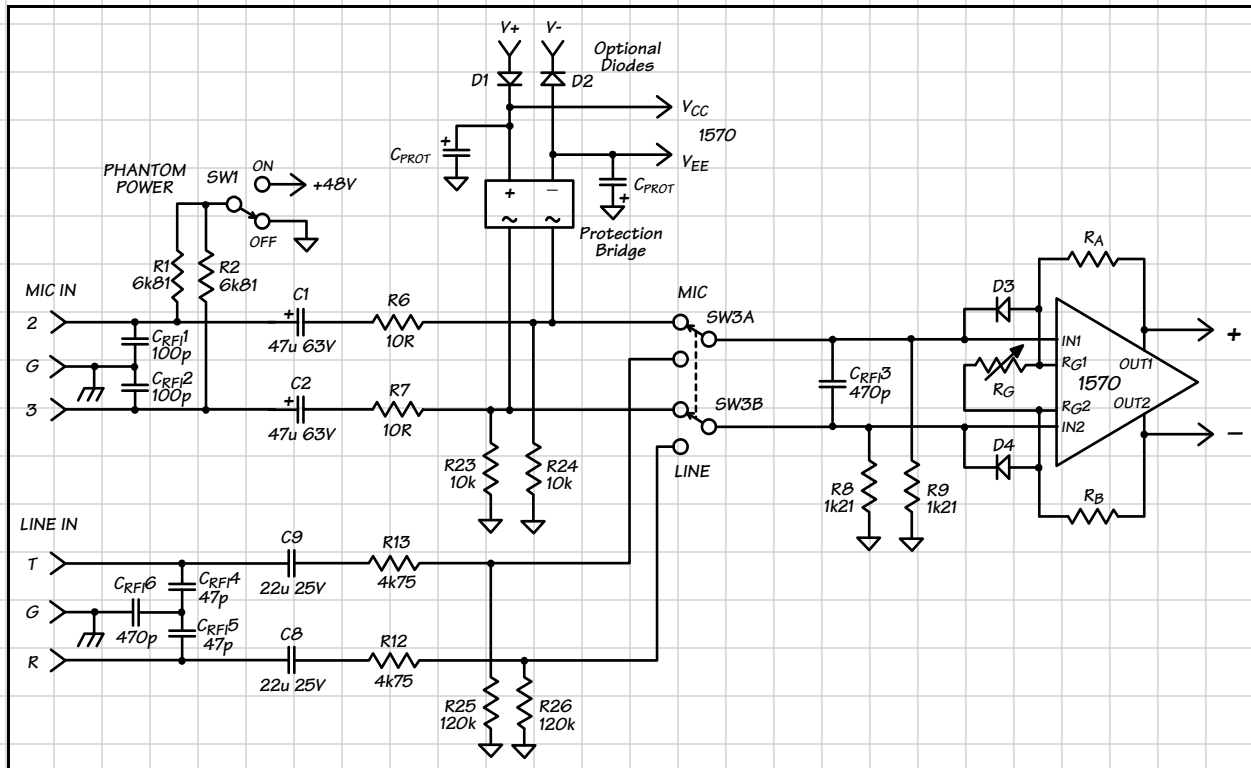 V+
V-
Optional
Diodes
D1
D2
VCC
1570
VEE
CPROT
CPROT
+
+
PHANTOM
POWER
SW1
ON
+48V
OFF
+
−
~
~
Protection
Bridge
R1
6k81
R2
6k81
MIC IN
2
G
3
CRFI1
100p
CRFI2
100p
C1
+
47u 63V
C2
+
47u 63V
R6
10R
R7
10R
R23
10k
R24
10k
MIC
SW3A
SW3B
LINE
CRFI3
470p
R8
1k21
R9
1k21
D3
D4
RA
RB
RG
IN1
RG1
1570
RG2
IN2
OUT1
OUT2
+
−
LINE IN
T
G
R
CRFI6
470p
CRFI4
47p
CRFI5
47p
C9
22u 25V
C8
22u 25V
R13
4k75
R12
4k75
R25
120k
R26
120k